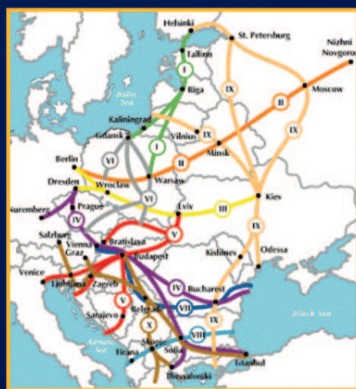 Helsinki
St. Petersburg
Tallinn
Nizhni
Novgorod
I
IX
Riga
Baltic
Sea
IX
Moscow
II
Kaliningrad
Gdansk
Vilnius
IX
IX
I
Minsk
VI
II
Berlin
Warsaw
Dresden
Wroclaw
Kiev
VI
III
Prague
Lviv
Nuremberg
IV
V
IX
Salzburg
Bratislava
Vienna
Budapest
Kishinev
Odessa
Graz
Venice
Ljubljana
Zagreb
IV
Bucharest
V
VII
Belgrade
Sarajevo
IX
Black Sea
X
VIII
Adriatic
Sea
Skopje
Sofia
Tirana
Istanbul
Thessaloniki